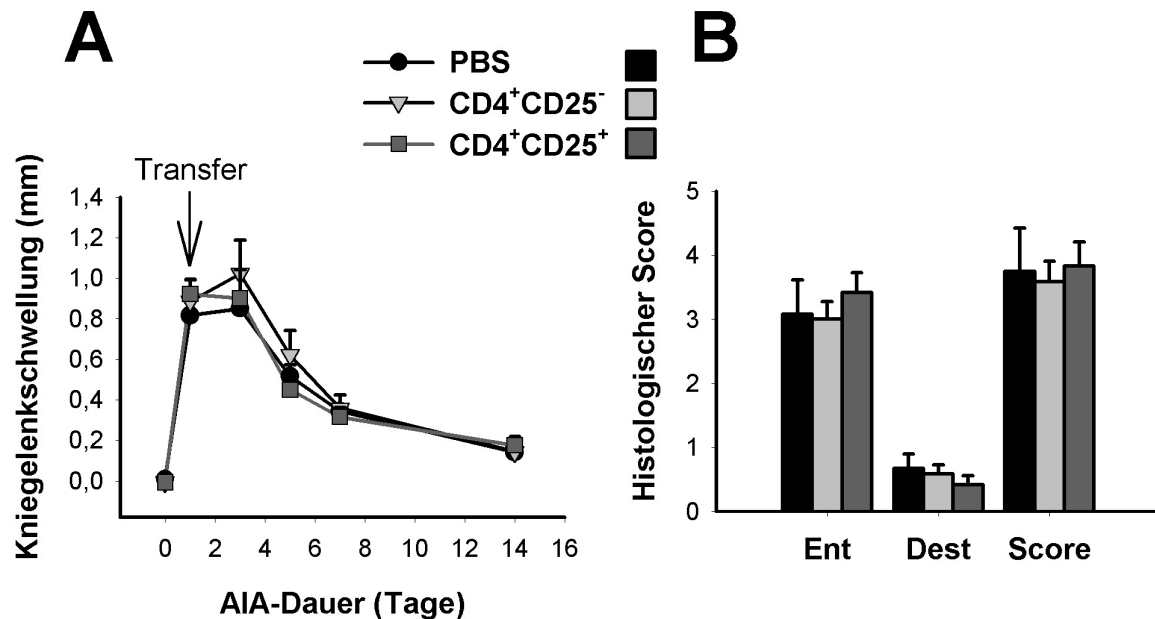 A
B
PBS
CD4⁺CD25⁻
CD4⁺CD25⁺
Transfer
Kniegelenkschwellung (mm)
1,4
1,2
1,0
0,8
0,6
0,4
0,2
0,0
0 2 4 6 8 10 12 14 16
AIA-Dauer (Tage)
Histologischer Score
5
4
3
2
1
0
Ent Dest Score